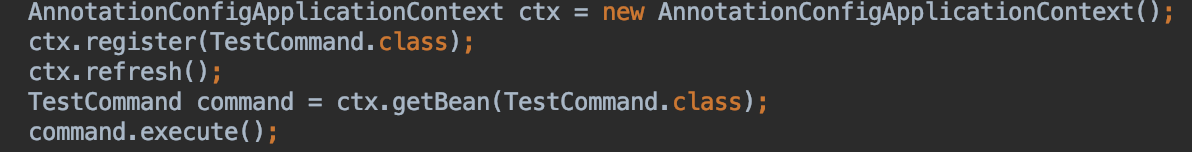 AnnotationConfigApplicationContext ctx = new AnnotationConfigApplicationContext();
ctx.register(TestCommand.class);
ctx.refresh();
TestCommand command = ctx.getBean(TestCommand.class);
command.execute();